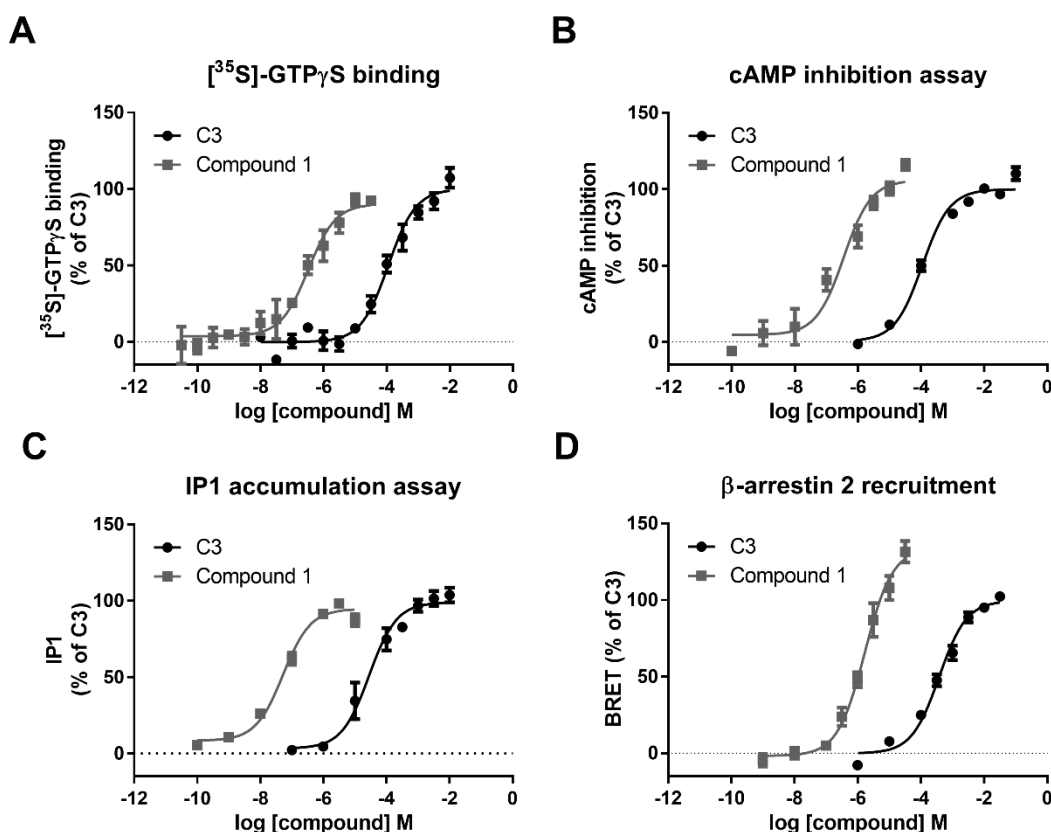 A
[³⁵S]-GTPγS binding
150
100
50
0
[³⁵S]-GTPγS binding
(% of C3)
C3
Compound 1
-12 -10 -8 -6 -4 -2 0
log [compound] M
B
cAMP inhibition assay
150
100
50
0
cAMP inhibition
(% of C3)
C3
Compound 1
-12 -10 -8 -6 -4 -2 0
log [compound] M
C
IP1 accumulation assay
150
100
50
0
IP1
(% of C3)
C3
Compound 1
-12 -10 -8 -6 -4 -2 0
log [compound] M
D
β-arrestin 2 recruitment
150
100
50
0
BRET (% of C3)
C3
Compound 1
-12 -10 -8 -6 -4 -2 0
log [compound] M